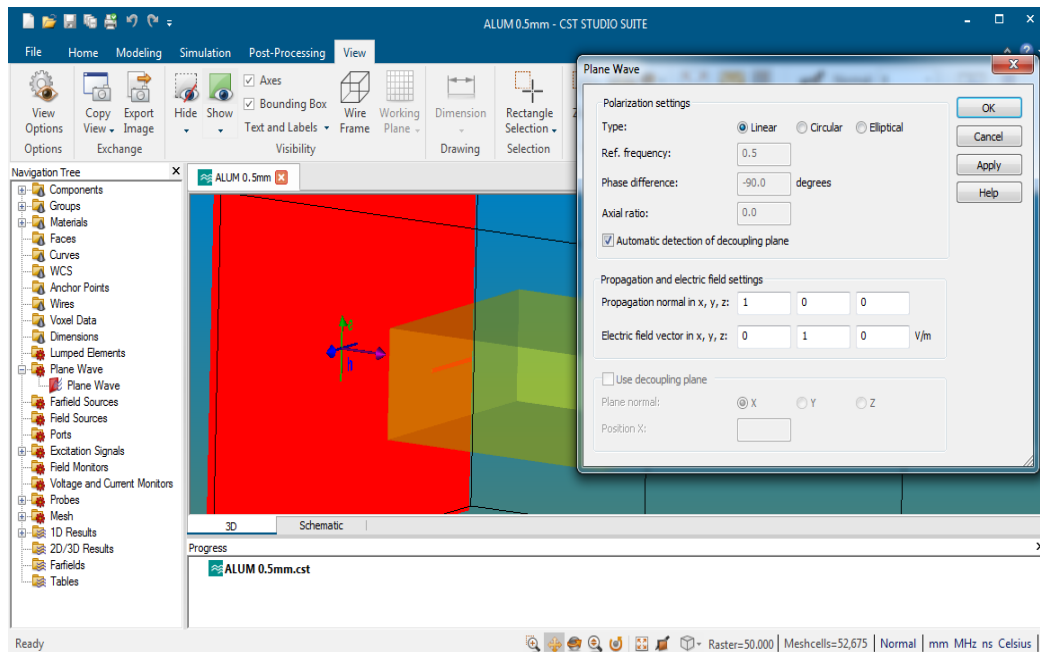 ALUM 0.5mm - CST STUDIO SUITE
File Home Modeling Simulation Post-Processing View
View Options
Copy View
Export Image
Hide Show
Axes
Bounding Box
Text and Labels
Wire Frame
Working Plane
Dimension
Rectangle Selection
Options Exchange Visibility Drawing Selection
Navigation Tree
Components
Groups
Materials
Faces
Curves
WCS
Anchor Points
Wires
Voxel Data
Dimensions
Lumped Elements
Plane Wave
Plane Wave
Farfield Sources
Field Sources
Ports
Excitation Signals
Field Monitors
Voltage and Current Monitors
Probes
Mesh
1D Results
2D/3D Results
Farfields
Tables
ALUM 0.5mm
Plane Wave
Polarization settings
Type: Linear Circular Elliptical
Ref. frequency: 0.5
Phase difference: -90.0 degrees
Axial ratio: 0.0
Automatic detection of decoupling plane
Propagation and electric field settings
Propagation normal in x, y, z: 1 0 0
Electric field vector in x, y, z: 0 1 0 V/m
Use decoupling plane
Plane normal: X Y Z
Position X:
OK
Cancel
Apply
Help
3D Schematic
Progress
ALUM 0.5mm.cst
Ready
Raster=50.000 Meshcells=52,675 Normal mm MHz ns Celsius